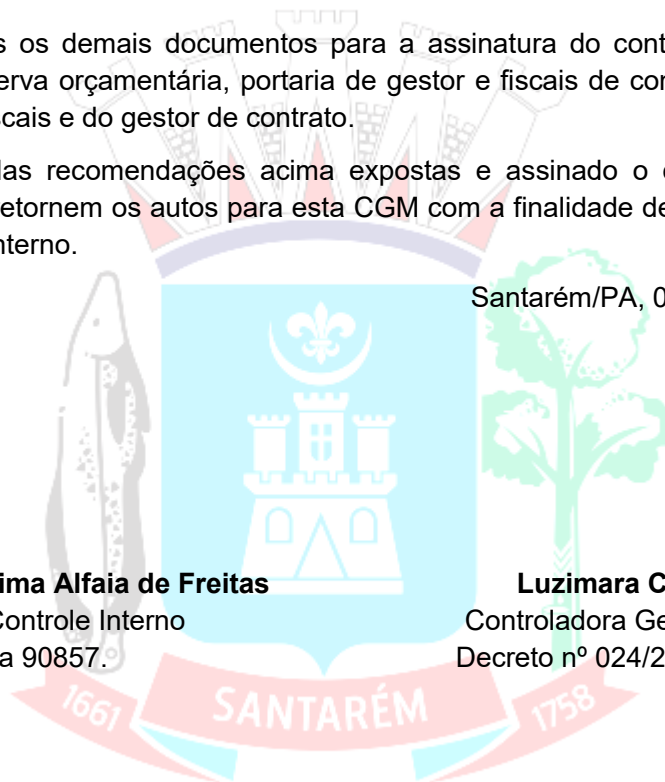 s os demais documentos para a assinatura do cont
erva orçamentária, portaria de gestor e fiscais de con
scais e do gestor de contrato.
las recomendações acima expostas e assinado o
etornem os autos para esta CGM com a finalidade de
nterno.
Santarém/PA, 0
ima Alfaia de Freitas
Luzimara C
Controle Interno
Controladora Ge
a 90857.
Decreto nº 024/2
1661 SANTARÉM 1758